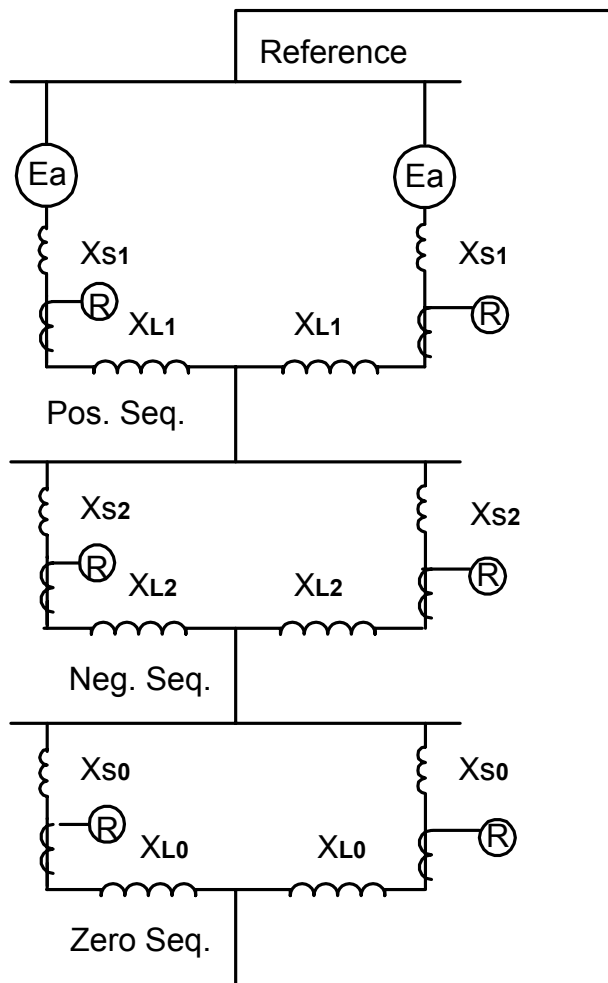 Reference
Ea
Ea
XS1
XS1
R
R
XL1
XL1
Pos. Seq.
XS2
XS2
R
R
XL2
XL2
Neg. Seq.
XS0
XS0
R
R
XL0
XL0
Zero Seq.